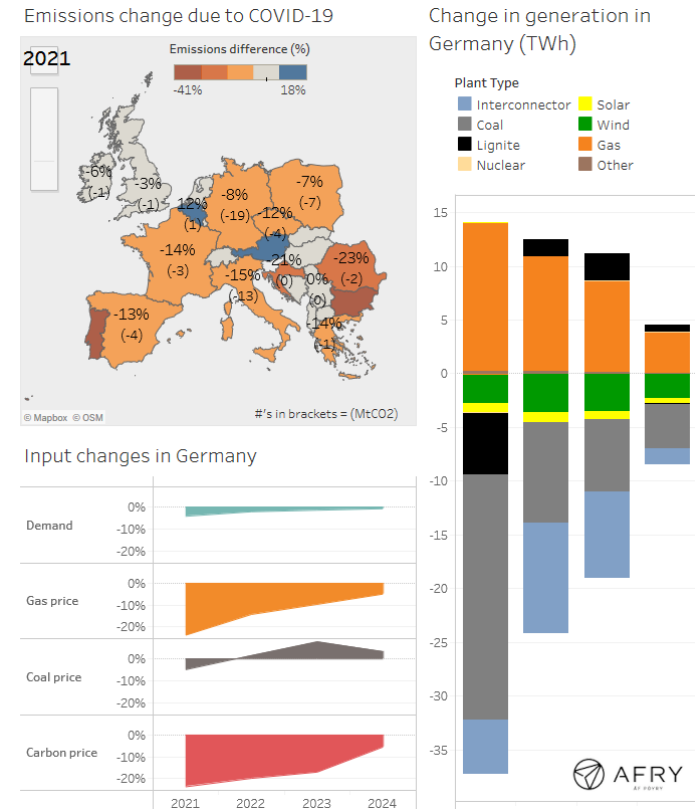 Emissions change due to COVID-19
2021
Emissions difference (%)
-41% 18%
-6%
(-1)
-3%
(-1)
12%
(1)
-8%
(-19)
-7%
(-7)
-12%
(-4)
-14%
(-3)
-15%
(-13)
-21%
(0)
0%
(0)
-23%
(-2)
-13%
(-4)
-14%
(-1)
© Mapbox © OSM
#'s in brackets = (MtCO2)
Input changes in Germany
Demand
0%
-10%
-20%
Gas price
0%
-10%
-20%
Coal price
0%
-10%
-20%
Carbon price
0%
-10%
-20%
2021 2022 2023 2024
Change in generation in
Germany (TWh)
Plant Type
Interconnector Solar
Coal Wind
Lignite Gas
Nuclear Other
15
10
5
0
-5
-10
-15
-20
-25
-30
-35
AFRY
ÅF PÖYRY